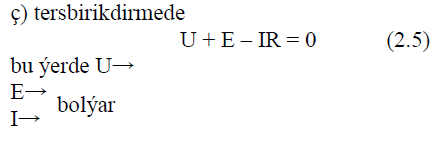 ç) tersbirikdirmede
U + E – IR = 0 (2.5)
bu ýerde U→
E→
bolýar
I→